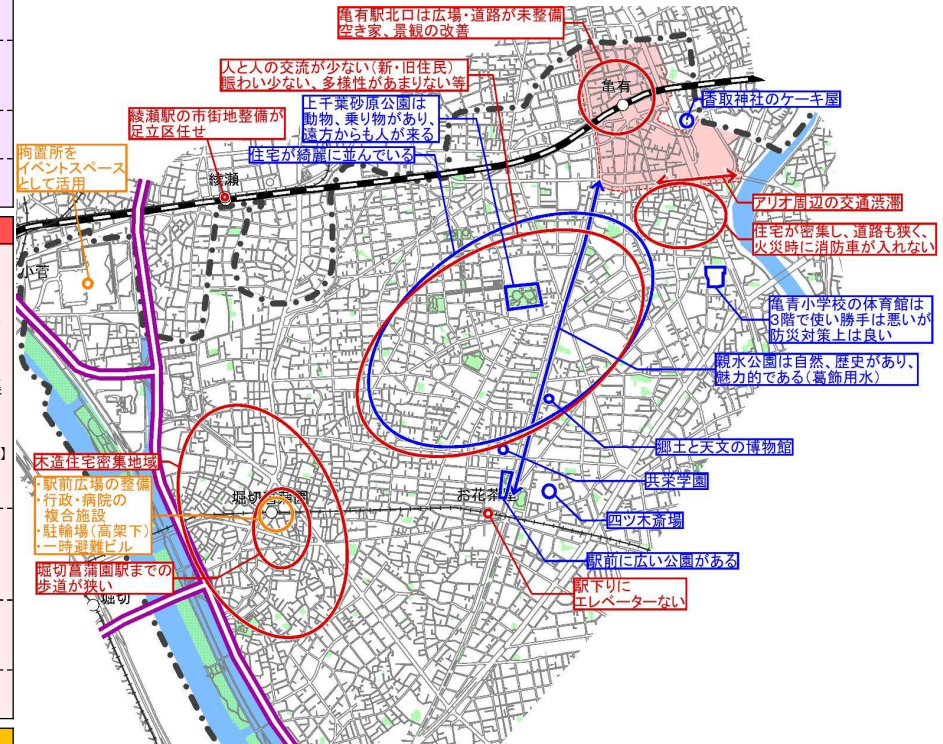 亀有駅北口は広場・道路が未整備
空き家、景観の改善
人と人の交流が少ない(新・旧住民)
賑わい少ない、多様性があまりない等
亀有
上千葉砂原公園は
動物、乗り物があり、
遠方からも人が来る
香取神社のケーキ屋
綾瀬駅の市街地整備が
足立区任せ
住宅が綺麗に並んでいる
拘置所を
イベントスペース
として活用
綾瀬
アリオ周辺の交通渋滞
住宅が密集し、道路も狭く、
火災時に消防車が入れない
小菅
亀青小学校の体育館は
3階で使い勝手は悪いが
防災対策上は良い
親水公園は自然、歴史があり、
魅力的である(葛飾用水)
郷土と天文の博物館
】
木造住宅密集地域
・駅前広場の整備
・行政・病院の
複合施設
・駐輪場(高架下)
・一時避難ビル
堀切菖蒲園
お花茶屋
共栄学園
四ツ木斎場
駅前に広い公園がある
堀切菖蒲園駅までの
歩道が狭い
堀切
駅下りに
エレベーターない